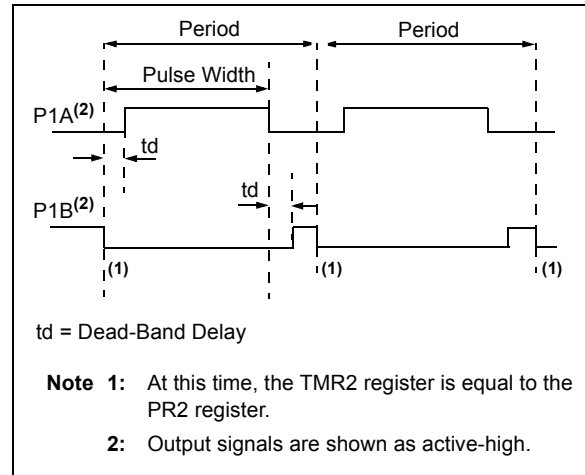 Period
Period
Pulse Width
P1A(2)
td
td
P1B(2)
(1)
(1)
(1)
td = Dead-Band Delay
Note 1: At this time, the TMR2 register is equal to the
PR2 register.
2: Output signals are shown as active-high.